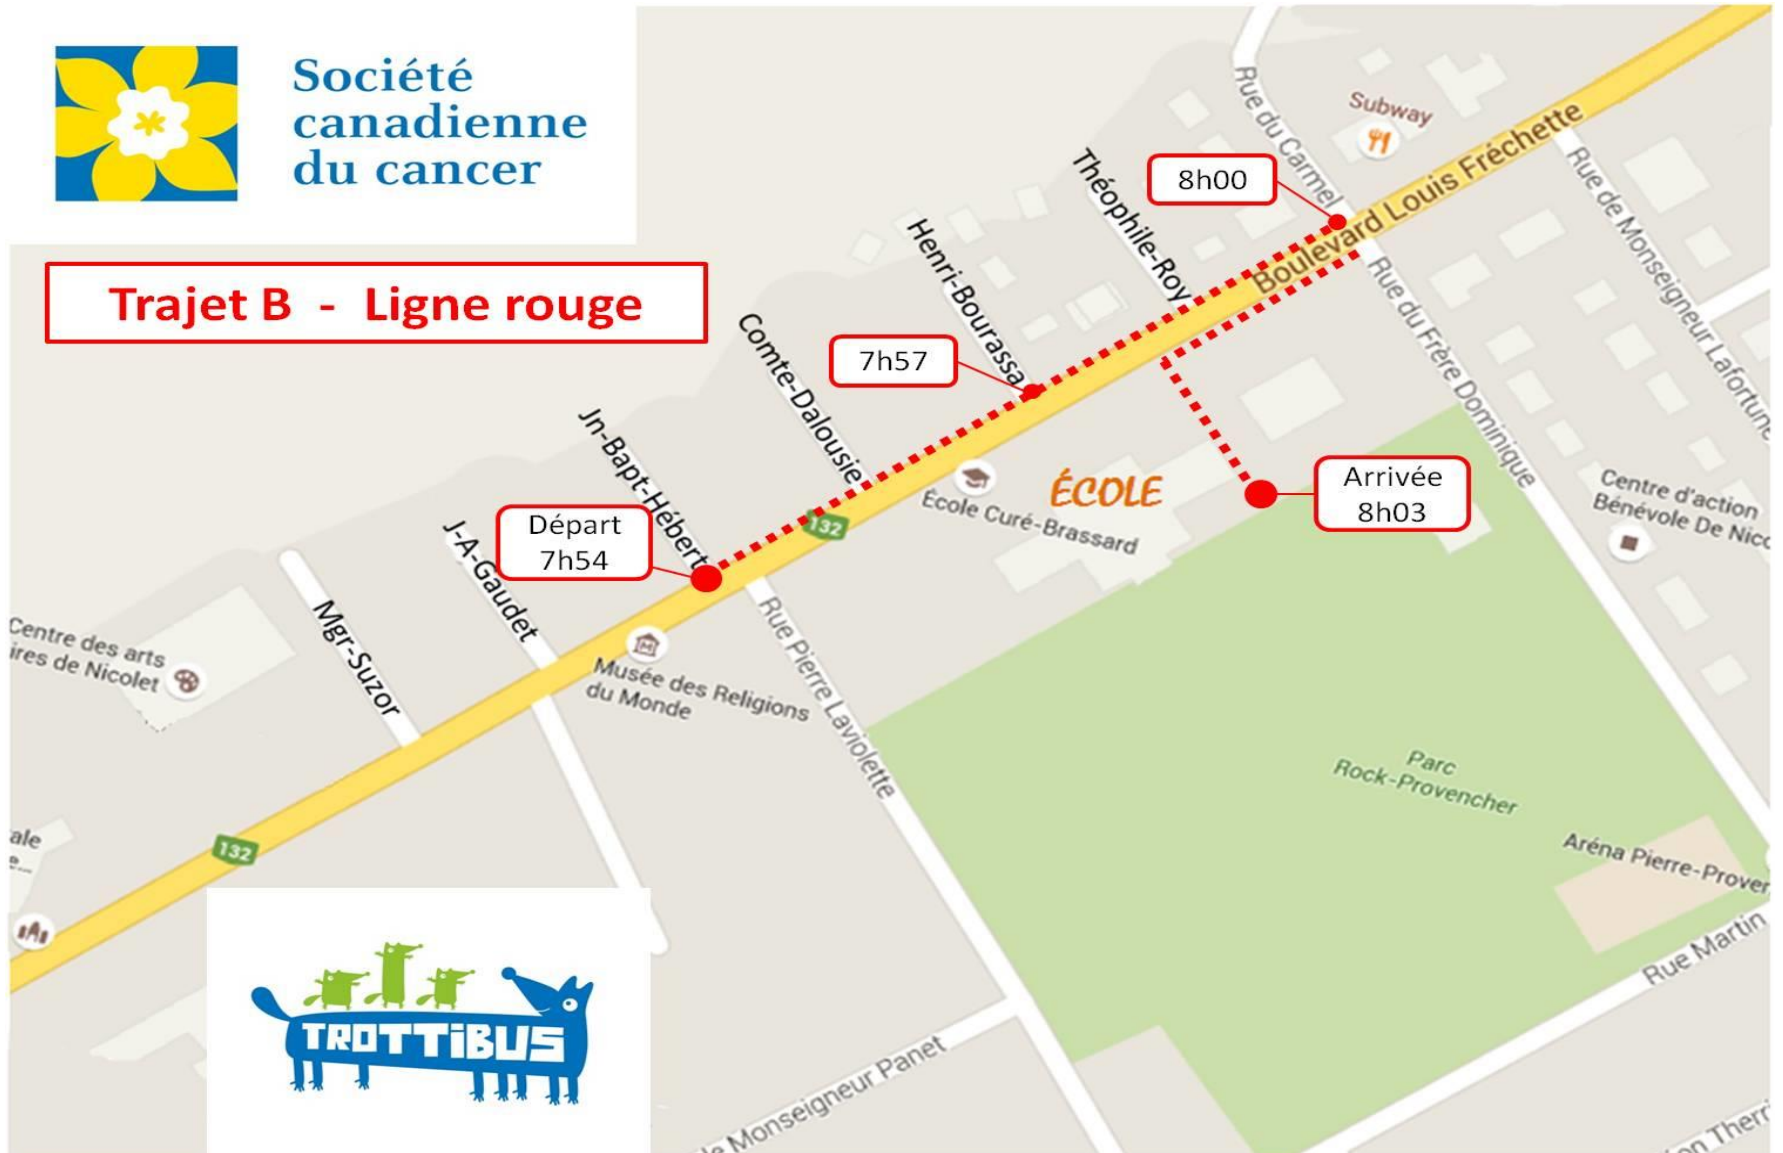 Société
canadienne
du cancer
Trajet B - Ligne rouge
Rue du Carmel
Subway
Boulevard Louis Fréchette
Rue de Monseigneur Lafortune
Théophile-Roy
8h00
Henri-Bourassa
Rue du Frère Dominique
7h57
Comte-Dalousie
Jn-Bapt-Hébert
École Curé-Brassard
ÉCOLE
Arrivée
8h03
Centre d'action
Bénévole De Nico
Départ
7h54
132
J-A-Gaudet
Mgr-Suzor
Centre des arts
ires de Nicolet
Musée des Religions
du Monde
Rue Pierre Laviolette
Parc
Rock-Provencher
Aréna Pierre-Prover
132
ale
e...
Rue Martin
TROTTiBUS
le Monseigneur Panet
on Therr